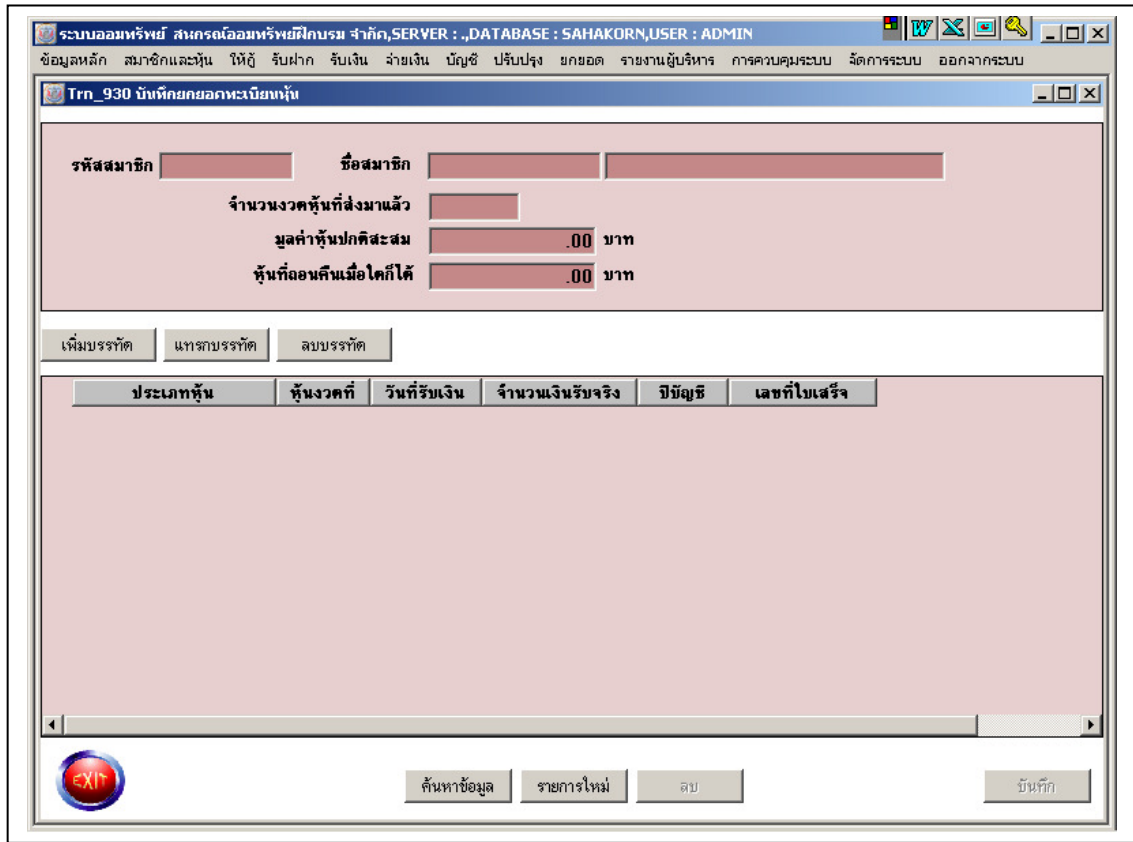 ระบบออมทรัพย์ สหกรณ์ออมทรัพย์ฝึกบรม จำกัด,SERVER : .,DATABASE : SAHAKORN,USER : ADMIN
ข้อมูลหลัก สมาชิกและหุ้น ให้กู้ รับฝาก รับเงิน จ่ายเงิน บัญชี ปรับปรุง ยกยอด รายงานผู้บริหาร การควบคุมระบบ จัดการระบบ ออกจากระบบ
Trn_930 บันทึกยกยอดทะเบียนหุ้น
รหัสสมาชิก ชื่อสมาชิก
จำนวนงวดหุ้นที่ส่งมาแล้ว
มูลค่าหุ้นปกติสะสม .00 บาท
หุ้นที่ถอนคืนเมื่อใดก็ได้ .00 บาท
เพิ่มบรรทัด แทรกบรรทัด ลบบรรทัด
ประเภทหุ้น หุ้นงวดที่ วันที่รับเงิน จำนวนเงินรับจริง ปีบัญชี เลขที่ใบเสร็จ
EXIT ค้นหาข้อมูล รายการใหม่ ลบ บันทึก